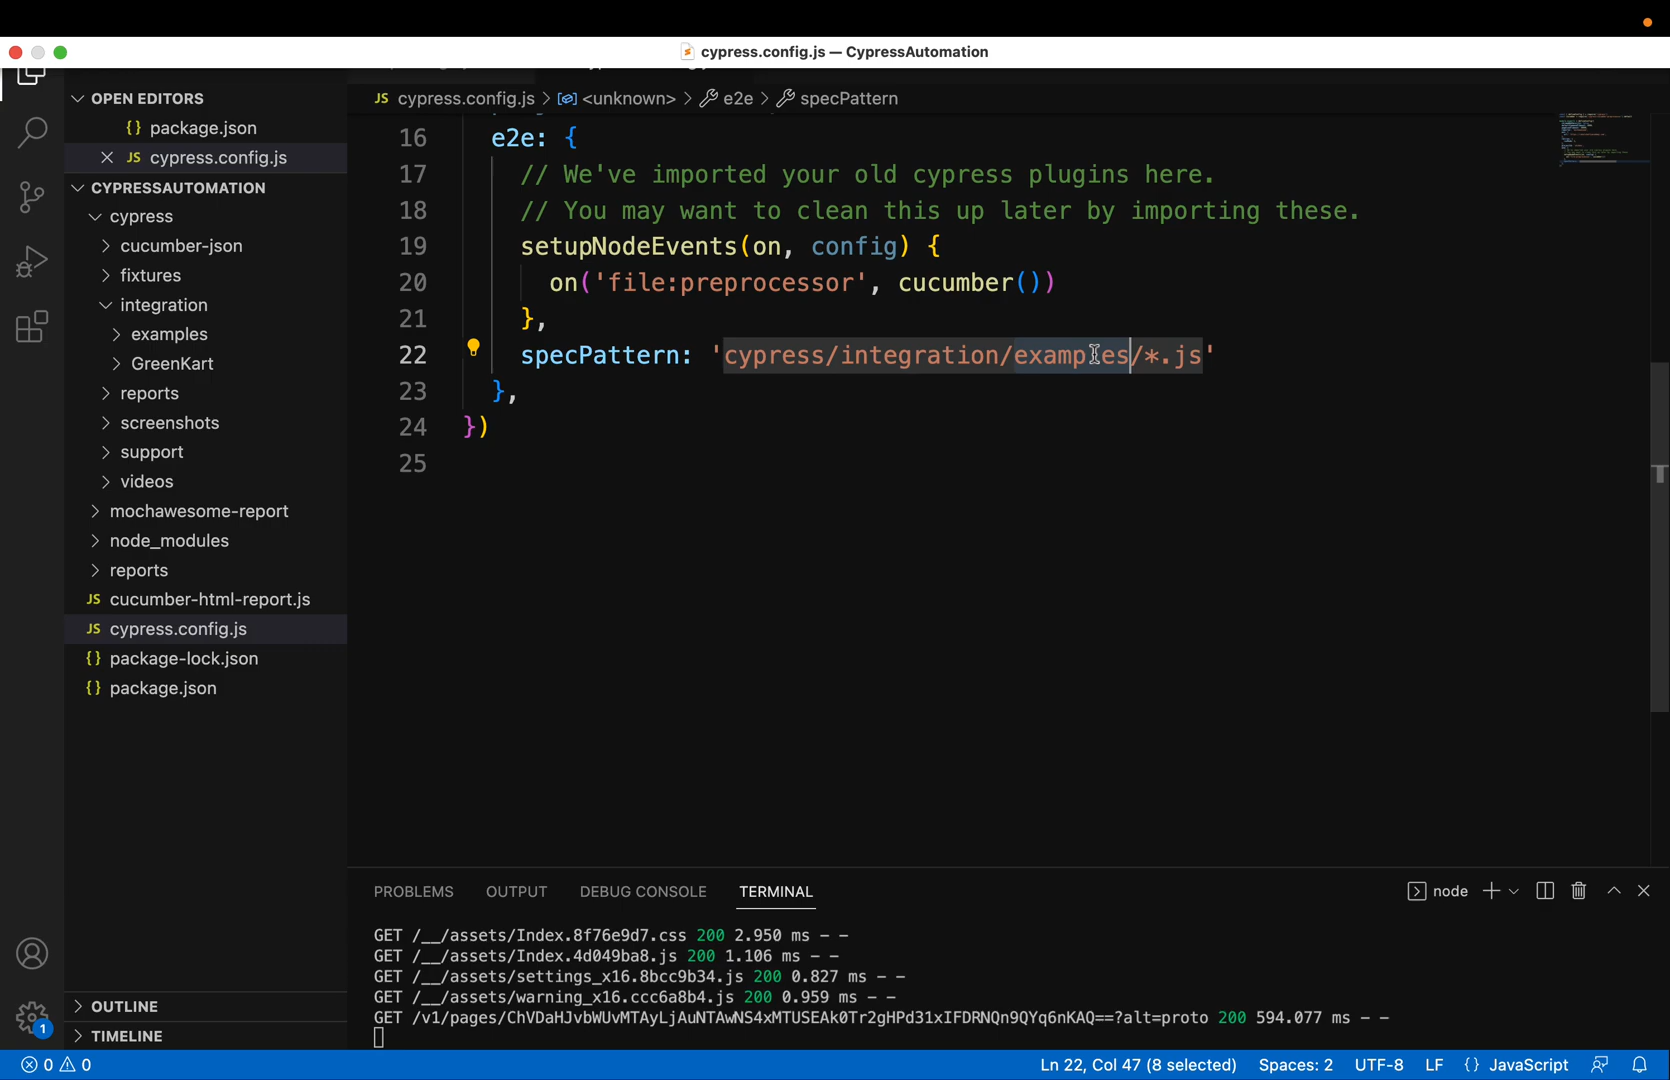 cypress.config.js — CypressAutomation
OPEN EDITORS
{} package.json
JS cypress.config.js
CYPRESSAUTOMATION
cypress
cucumber-json
fixtures
integration
examples
GreenKart
reports
screenshots
support
videos
mochawesome-report
node_modules
reports
JS cucumber-html-report.js
JS cypress.config.js
{} package-lock.json
{} package.json
OUTLINE
TIMELINE
JS cypress.config.js > <unknown> > e2e > specPattern
16 e2e: {
17 // We've imported your old cypress plugins here.
18 // You may want to clean this up later by importing these.
19 setupNodeEvents(on, config) {
20 on('file:preprocessor', cucumber())
21 },
22 specPattern: 'cypress/integration/examples/*.js'
23 },
24 })
25
PROBLEMS OUTPUT DEBUG CONSOLE TERMINAL node
GET /__/assets/Index.8f76e9d7.css 200 2.950 ms - -
GET /__/assets/Index.4d049ba8.js 200 1.106 ms - -
GET /__/assets/settings_x16.8bcc9b34.js 200 0.827 ms - -
GET /__/assets/warning_x16.ccc6a8b4.js 200 0.959 ms - -
GET /v1/pages/ChVDaHJvbWUvMTAyLjAuNTAwNS4xMTUSEAk0Tr2gHPd31xIFDRNQn9QYq6nKAQ==?alt=proto 200 594.077 ms - -
1
0 0 Ln 22, Col 47 (8 selected) Spaces: 2 UTF-8 LF {} JavaScript